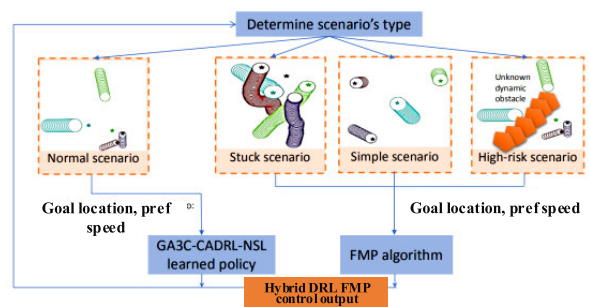 Determine scenario's type
Unknown
dynamic
obstacle
Normal scenario
Stuck scenario
Simple scenario
High-risk scenario
Goal location, pref
speed
Goal location, pref speed
GA3C-CADRL-NSL
learned policy
FMP algorithm
Hybrid DRL FMP
control output